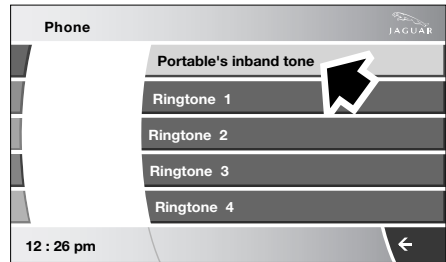 Phone
JAGUAR
Portable's inband tone
Ringtone 1
Ringtone 2
Ringtone 3
Ringtone 4
12 : 26 pm